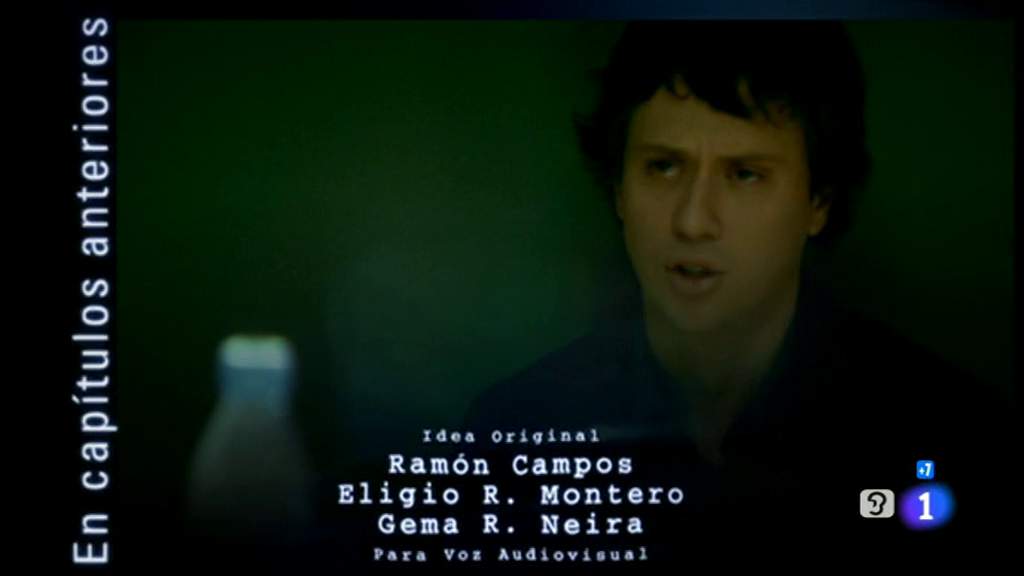 En capítulos anteriores
Idea Original
Ramón Campos
Eligio R. Montero
Gema R. Neira
Para Voz Audiovisual
+7
1